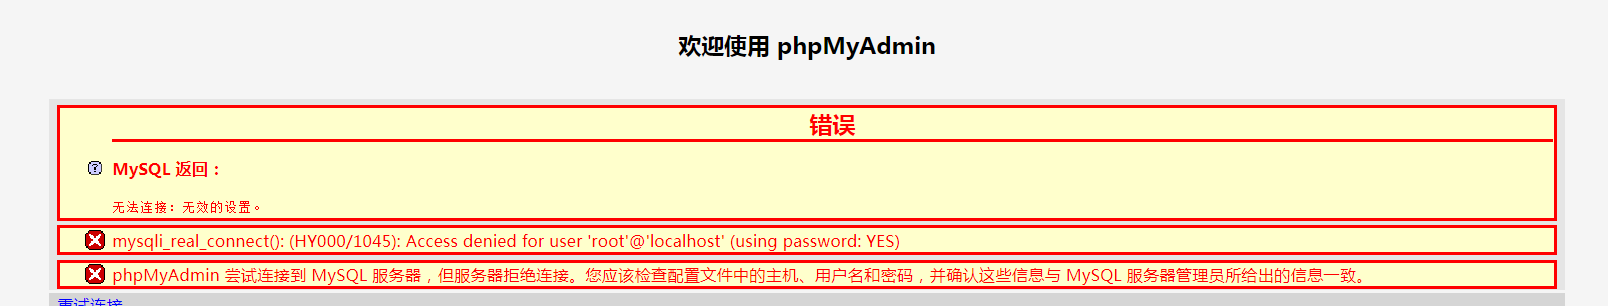 欢迎使用 phpMyAdmin
错误
MySQL 返回：
无法连接：无效的设置。
mysqli_real_connect(): (HY000/1045): Access denied for user 'root'@'localhost' (using password: YES)
phpMyAdmin 尝试连接到 MySQL 服务器，但服务器拒绝连接。您应该检查配置文件中的主机、用户名和密码，并确认这些信息与 MySQL 服务器管理员所给出的信息一致。
重试连接